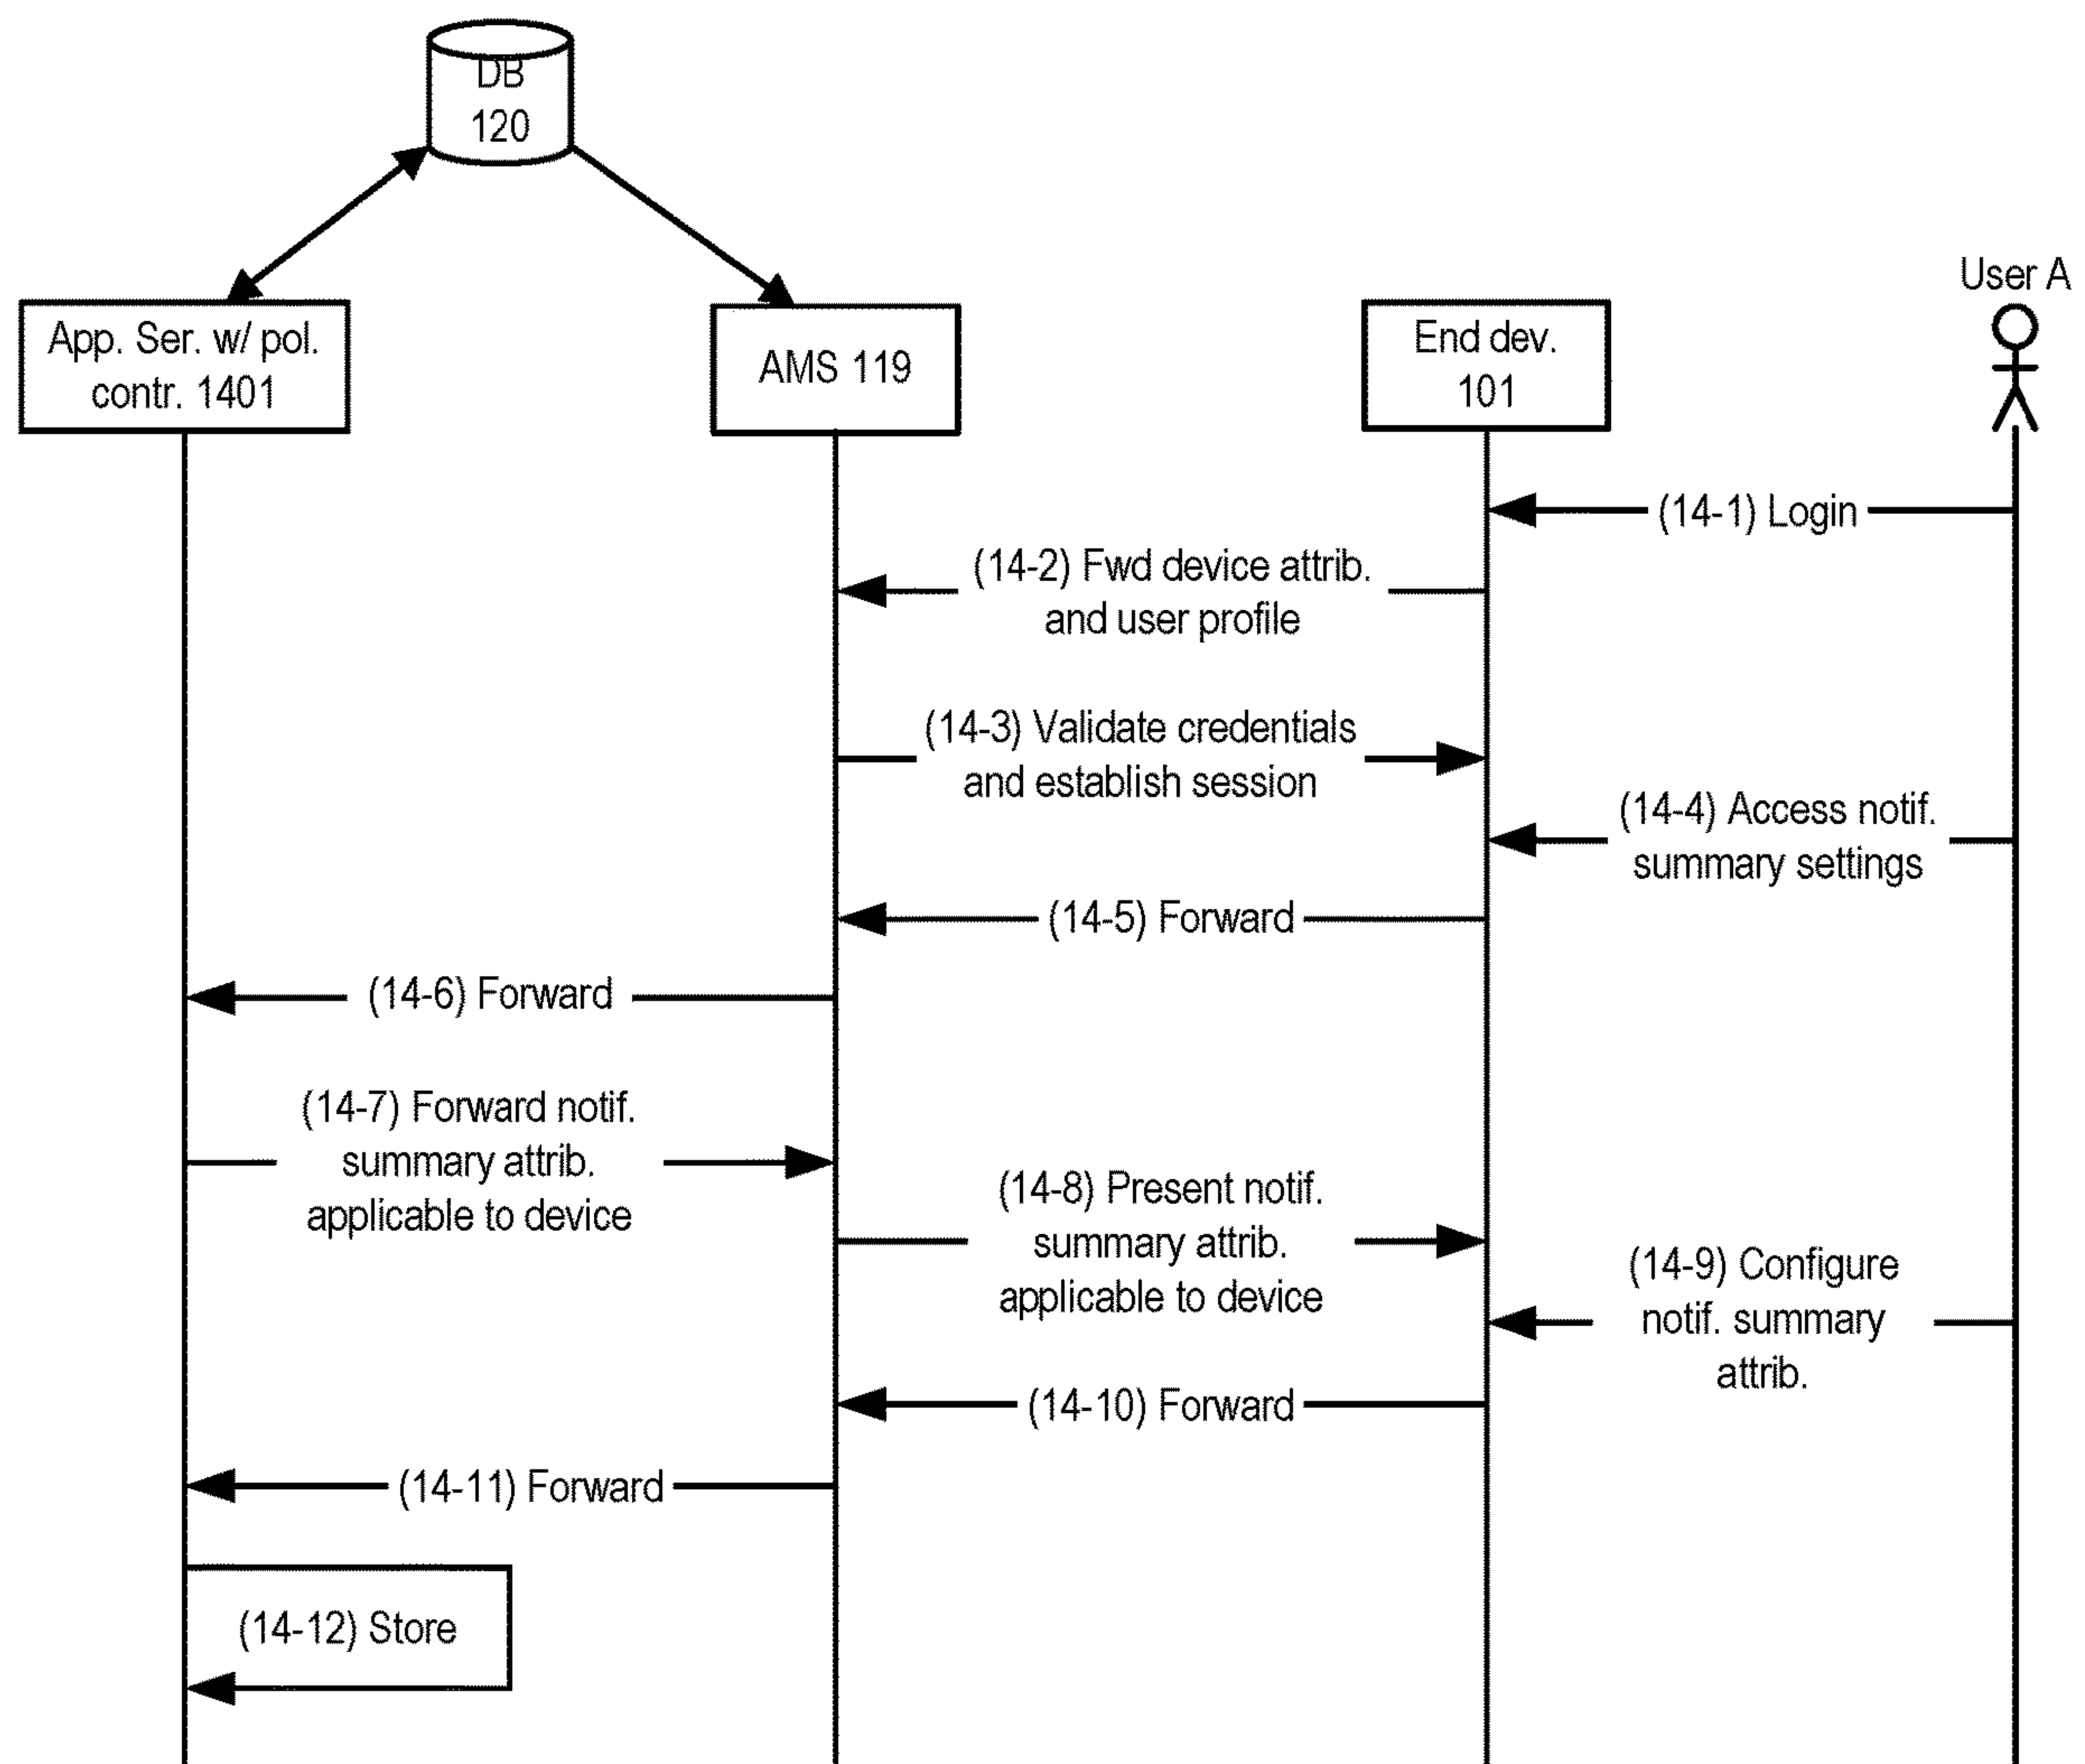 DB
120
User A
App. Ser. w/ pol.
contr. 1401
AMS 119
End dev.
101
(14-1) Login
(14-2) Fwd device attrib.
and user profile
(14-3) Validate credentials
and establish session
(14-4) Access notif.
summary settings
(14-5) Forward
(14-6) Forward
(14-7) Forward notif.
summary attrib.
applicable to device
(14-8) Present notif.
summary attrib.
applicable to device
(14-9) Configure
notif. summary
attrib.
(14-10) Forward
(14-11) Forward
(14-12) Store